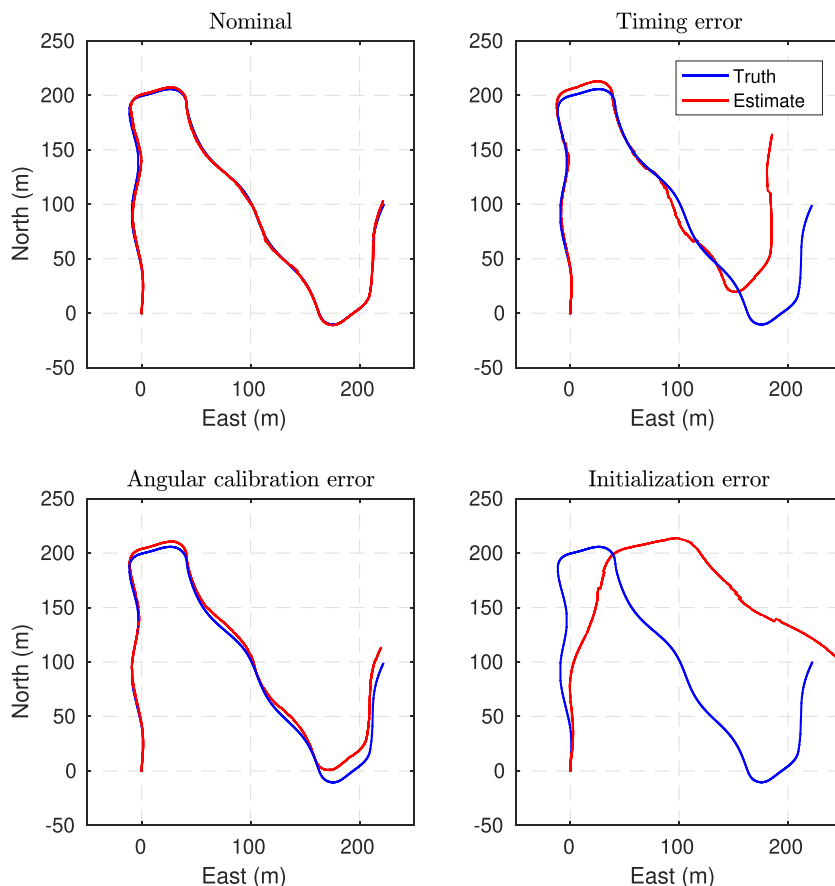 Nominal
250
200
150
100
50
0
-50
North (m)
0 100 200
East (m)
Timing error
Truth
Estimate
250
200
150
100
50
0
-50
0 100 200
East (m)
Angular calibration error
250
200
150
100
50
0
-50
North (m)
0 100 200
East (m)
Initialization error
250
200
150
100
50
0
-50
0 100 200
East (m)